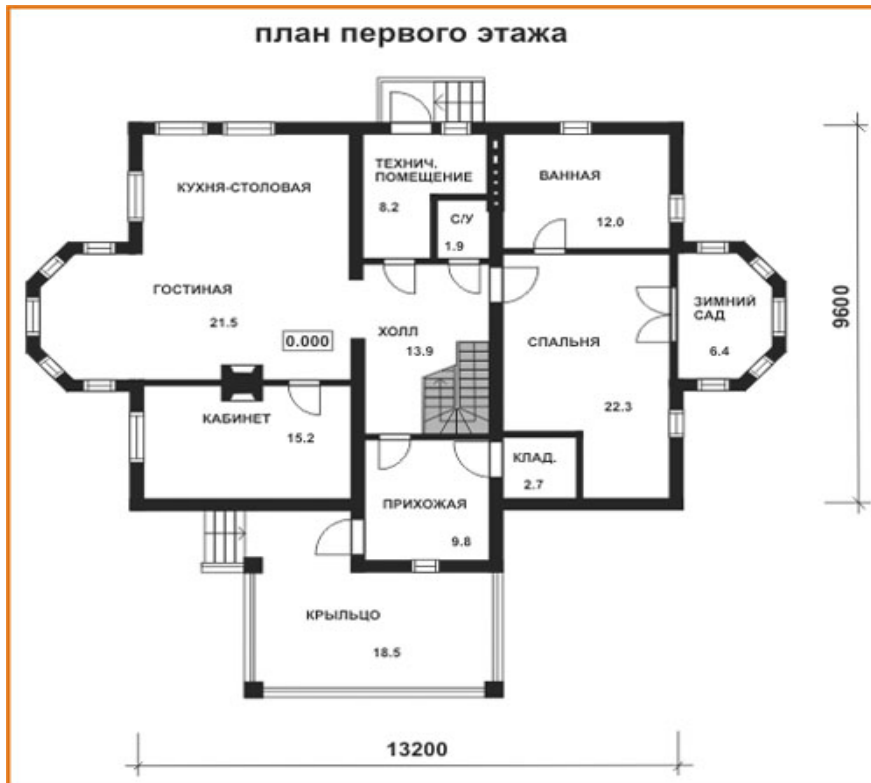 план первого этажа
КУХНЯ-СТОЛОВАЯ
ТЕХНИЧ.
ПОМЕЩЕНИЕ
8.2
С/У
1.9
ВАННАЯ
12.0
ГОСТИНАЯ
21.5
0.000
ХОЛЛ
13.9
СПАЛЬНЯ
22.3
ЗИМНИЙ
САД
6.4
КАБИНЕТ
15.2
КЛАД.
2.7
ПРИХОЖАЯ
9.8
КРЫЛЬЦО
18.5
9600
13200